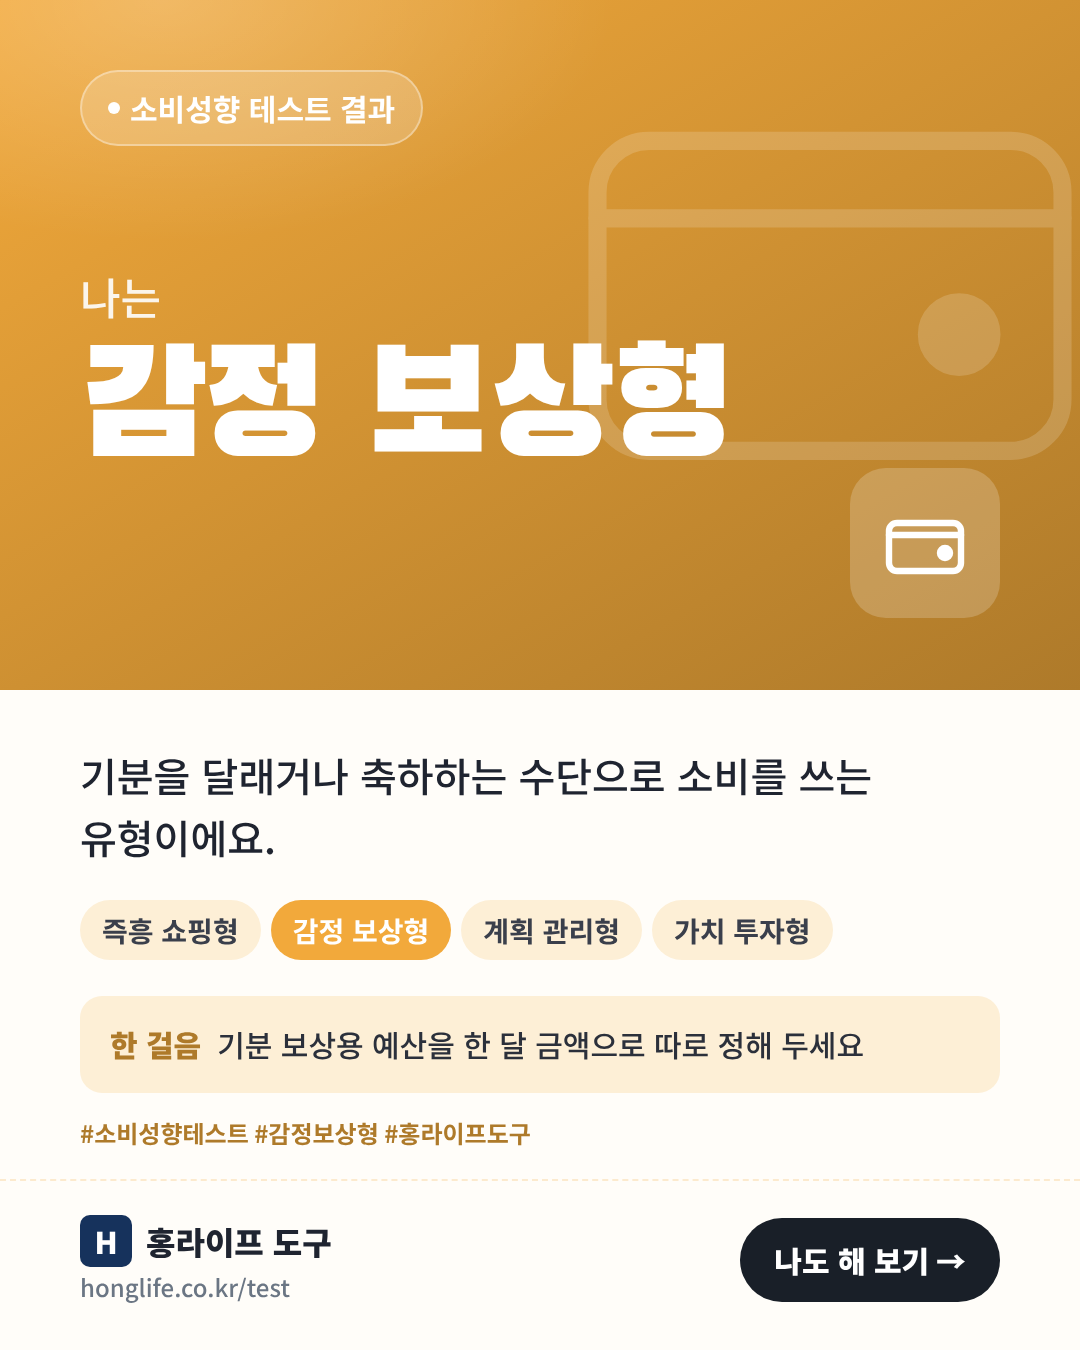 소비성향 테스트 결과
나는
감정 보상형
기분을 달래거나 축하하는 수단으로 소비를 쓰는
유형이에요.
즉흥 쇼핑형 감정 보상형 계획 관리형 가치 투자형
한 걸음 기분 보상용 예산을 한 달 금액으로 따로 정해 두세요
#소비성향테스트 #감정보상형 #홍라이프도구
H 홍라이프 도구
honglife.co.kr/test
나도 해 보기 →